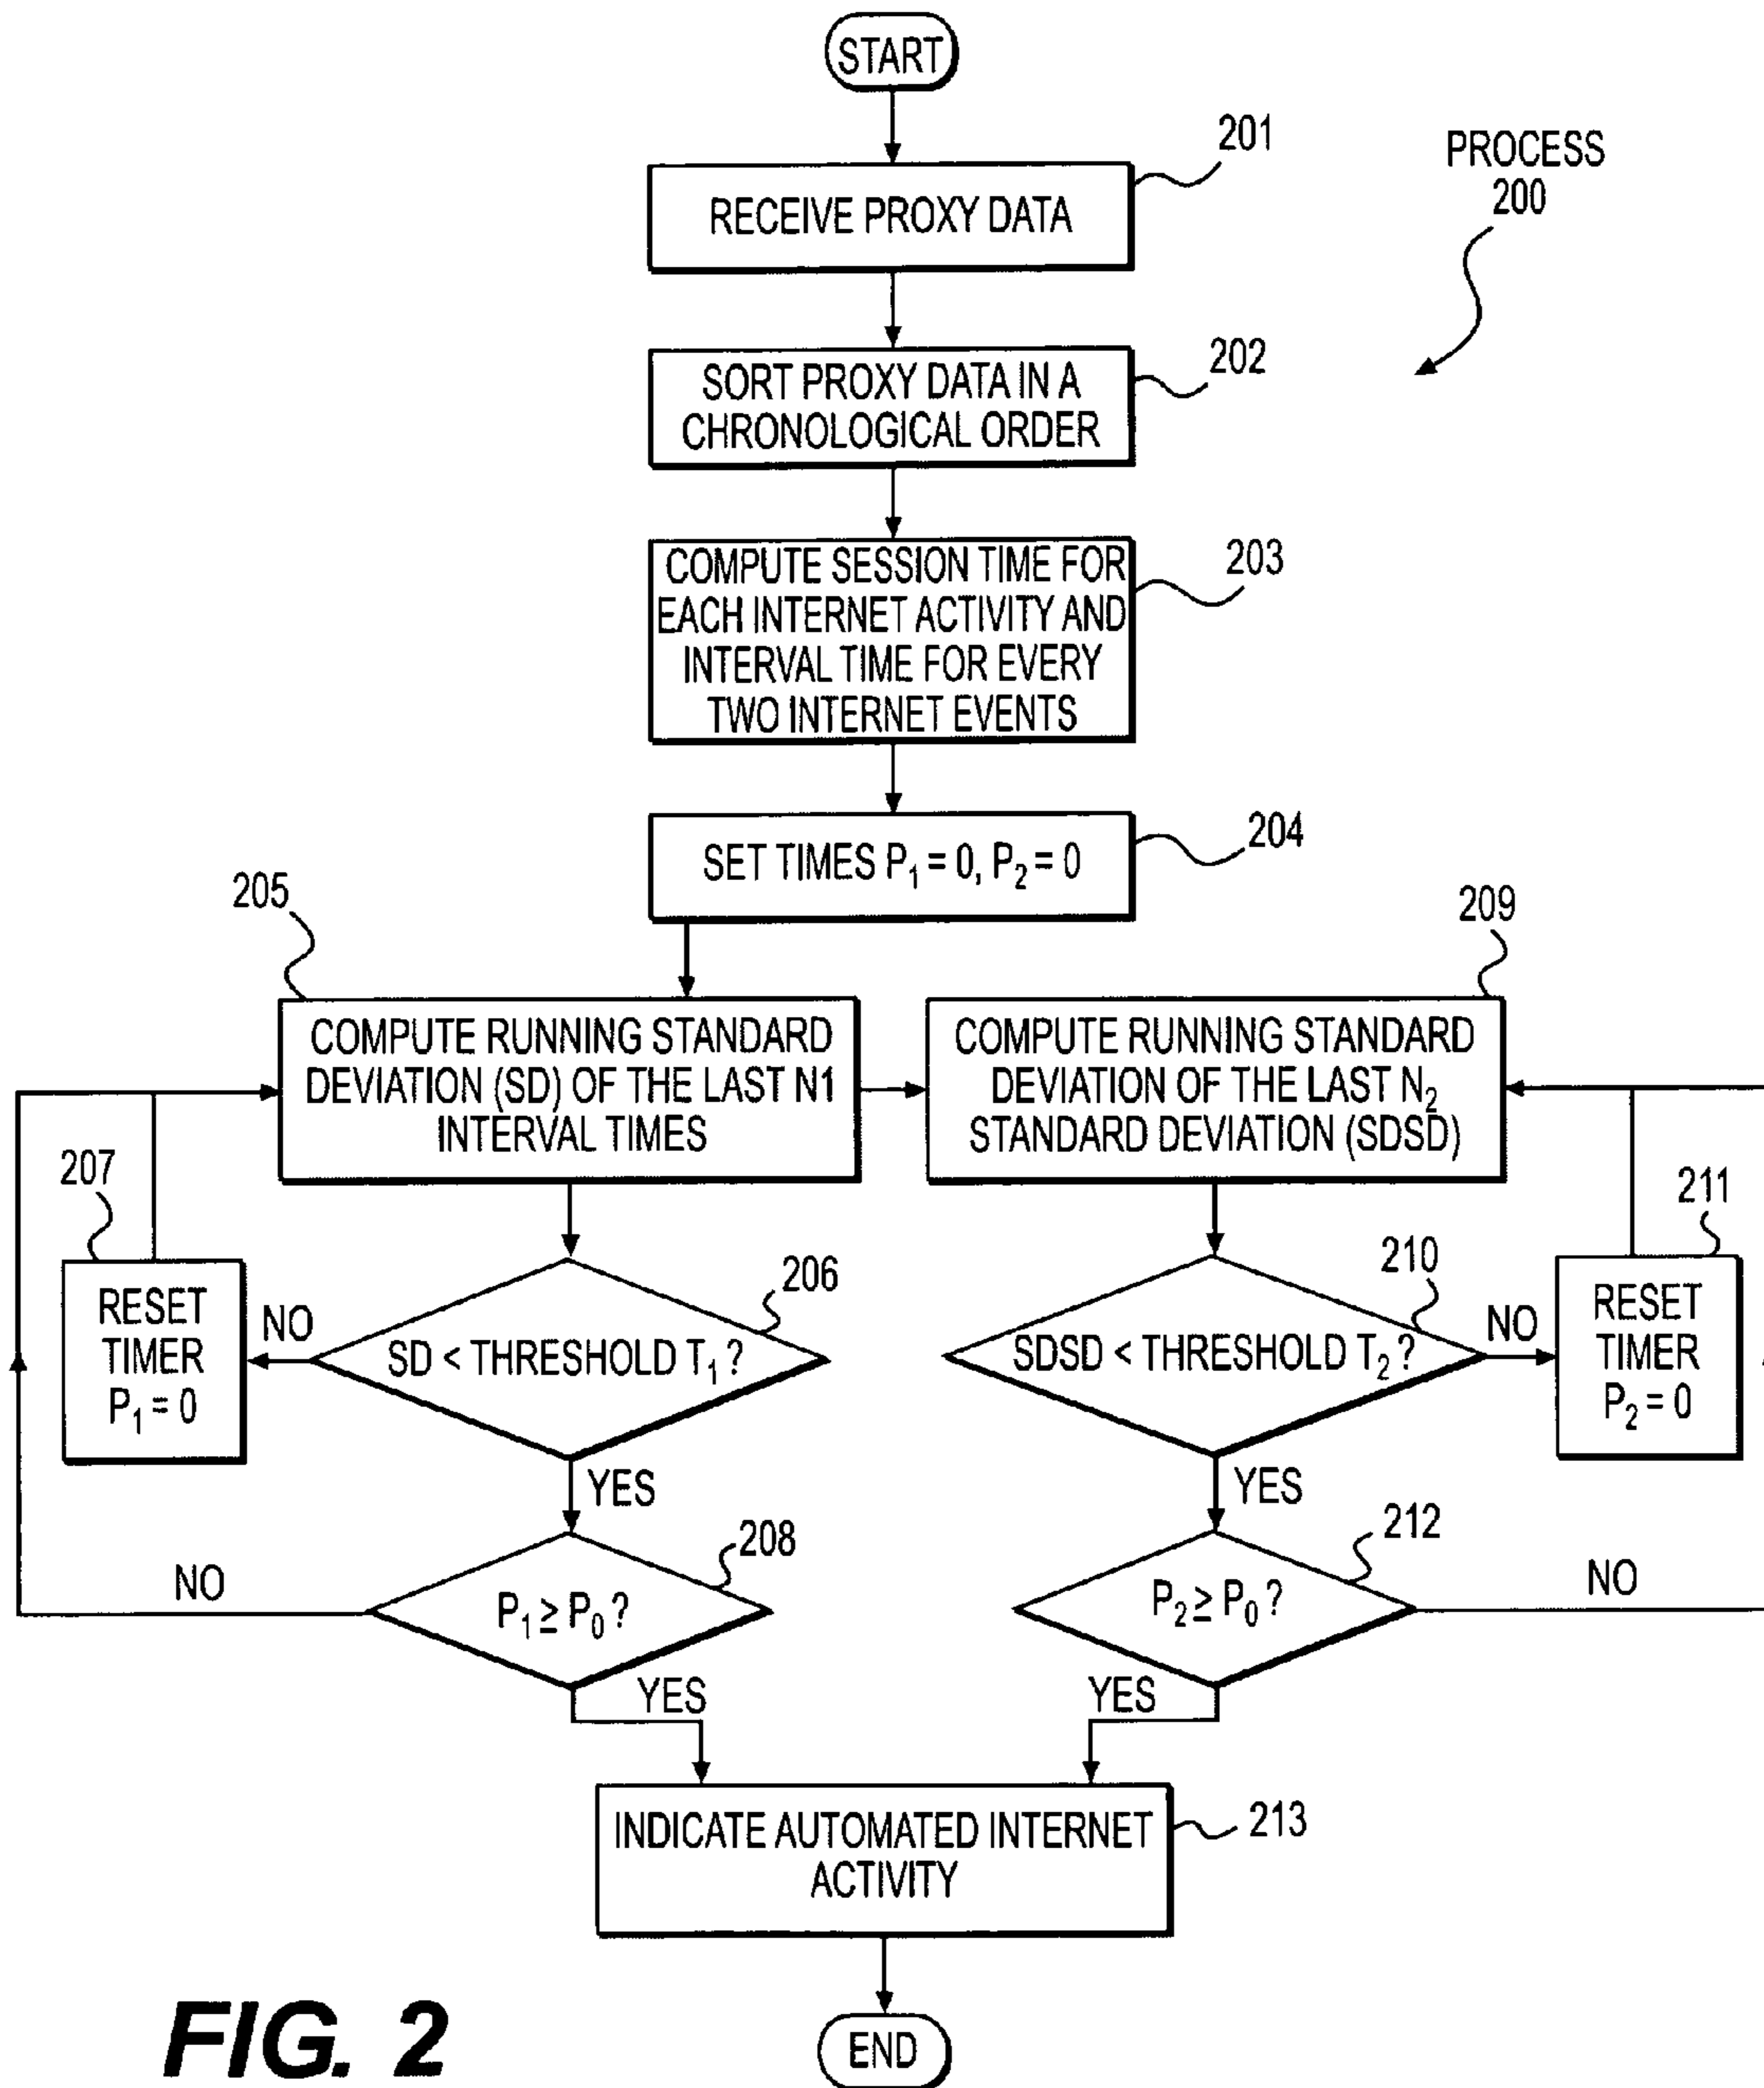 START
201
PROCESS
200
RECEIVE PROXY DATA
202
SORT PROXY DATA IN A
CHRONOLOGICAL ORDER
203
COMPUTE SESSION TIME FOR
EACH INTERNET ACTIVITY AND
INTERVAL TIME FOR EVERY
TWO INTERNET EVENTS
204
SET TIMES P₁ = 0, P₂ = 0
205
209
COMPUTE RUNNING STANDARD
DEVIATION (SD) OF THE LAST N1
INTERVAL TIMES
COMPUTE RUNNING STANDARD
DEVIATION OF THE LAST N₂
STANDARD DEVIATION (SDSD)
207
211
RESET
TIMER
P₁ = 0
NO
206
SD < THRESHOLD T₁ ?
210
SDSD < THRESHOLD T₂ ?
NO
RESET
TIMER
P₂ = 0
YES
YES
208
212
NO
P₁ ≥ P₀ ?
P₂ ≥ P₀ ?
NO
YES
YES
INDICATE AUTOMATED INTERNET
ACTIVITY
213
END
FIG. 2